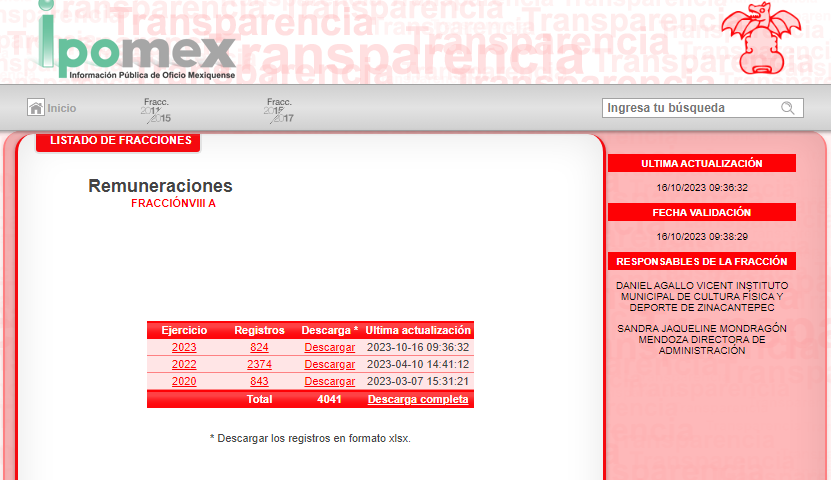 Transparencia
ipomex
Información Pública de Oficio Mexiquense
Inicio
Fracc.
2015
Fracc.
2017
Ingresa tu búsqueda
LISTADO DE FRACCIONES
Remuneraciones
FRACCIÓNVIII A
Ejercicio Registros Descarga * Ultima actualización
2023 824 Descargar 2023-10-16 09:36:32
2022 2374 Descargar 2023-04-10 14:41:12
2020 843 Descargar 2023-03-07 15:31:21
Total 4041 Descarga completa
* Descargar los registros en formato xlsx.
ULTIMA ACTUALIZACIÓN
16/10/2023 09:36:32
FECHA VALIDACIÓN
16/10/2023 09:38:29
RESPONSABLES DE LA FRACCIÓN
DANIEL AGALLO VICENT INSTITUTO
MUNICIPAL DE CULTURA FÍSICA Y
DEPORTE DE ZINACANTEPEC
SANDRA JAQUELINE MONDRAGÓN
MENDOZA DIRECTORA DE
ADMINISTRACIÓN